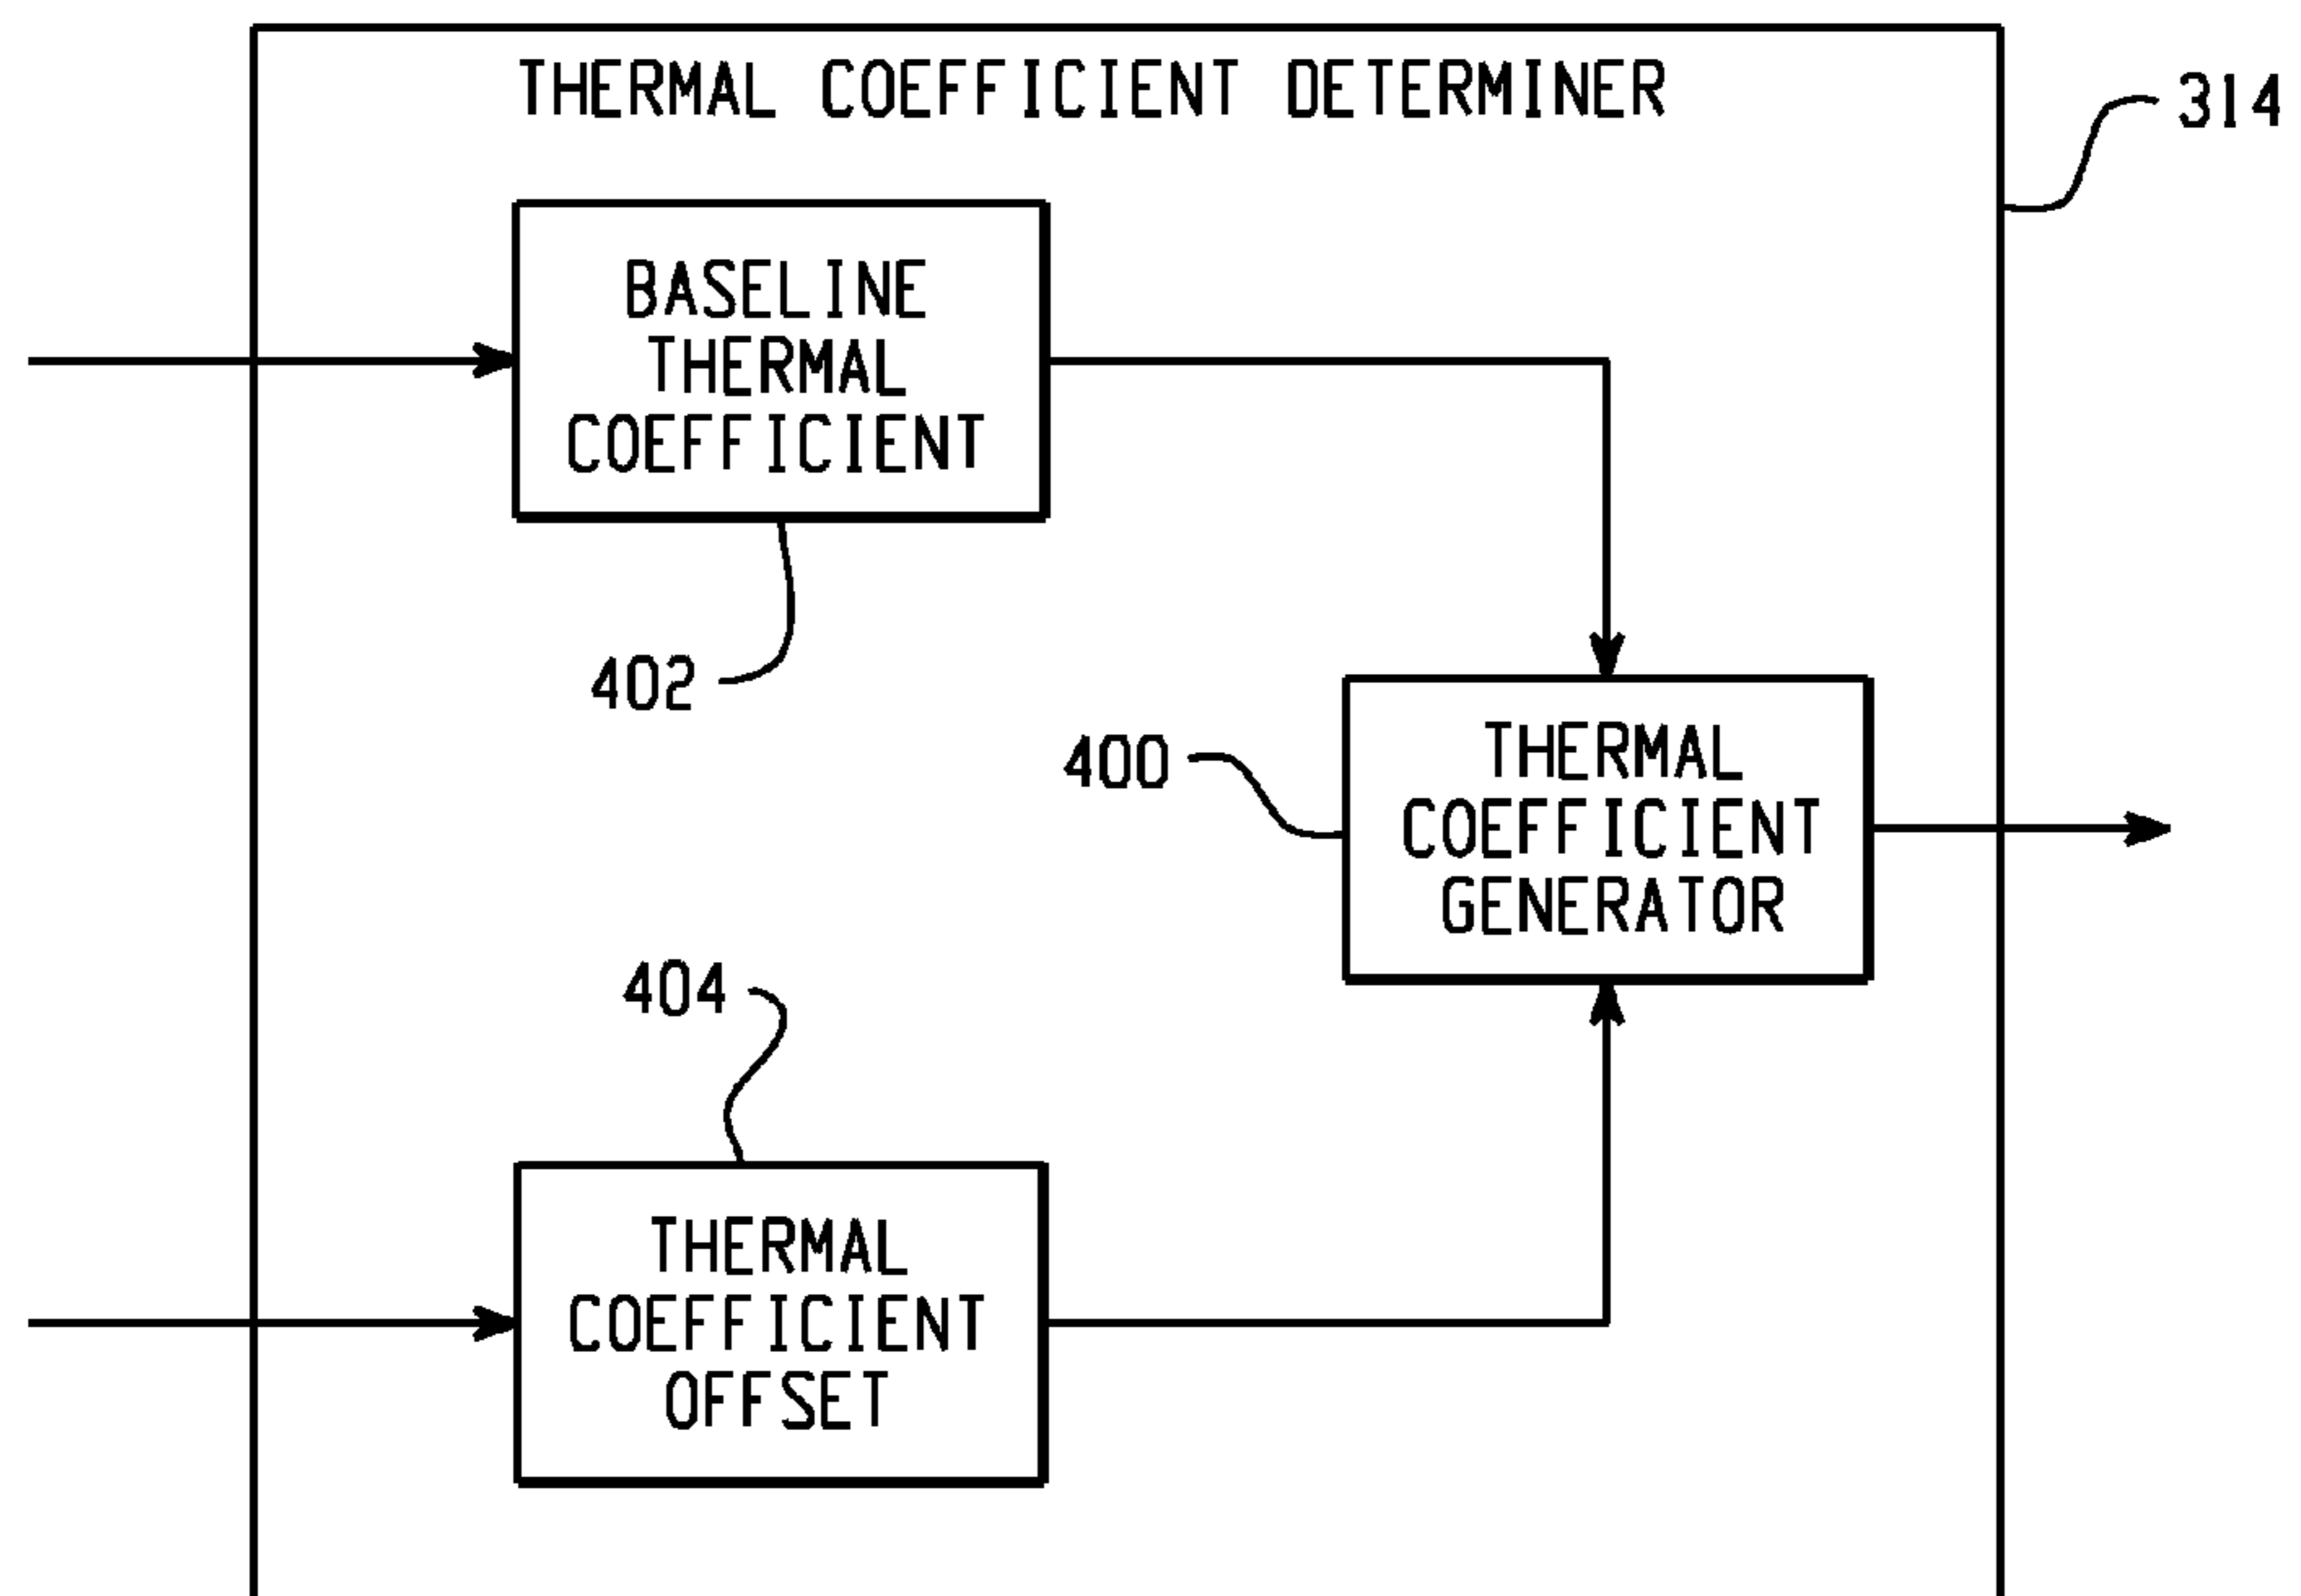 THERMAL COEFFICIENT DETERMINER
314
BASELINE
THERMAL
COEFFICIENT
402
400
THERMAL
COEFFICIENT
GENERATOR
404
THERMAL
COEFFICIENT
OFFSET